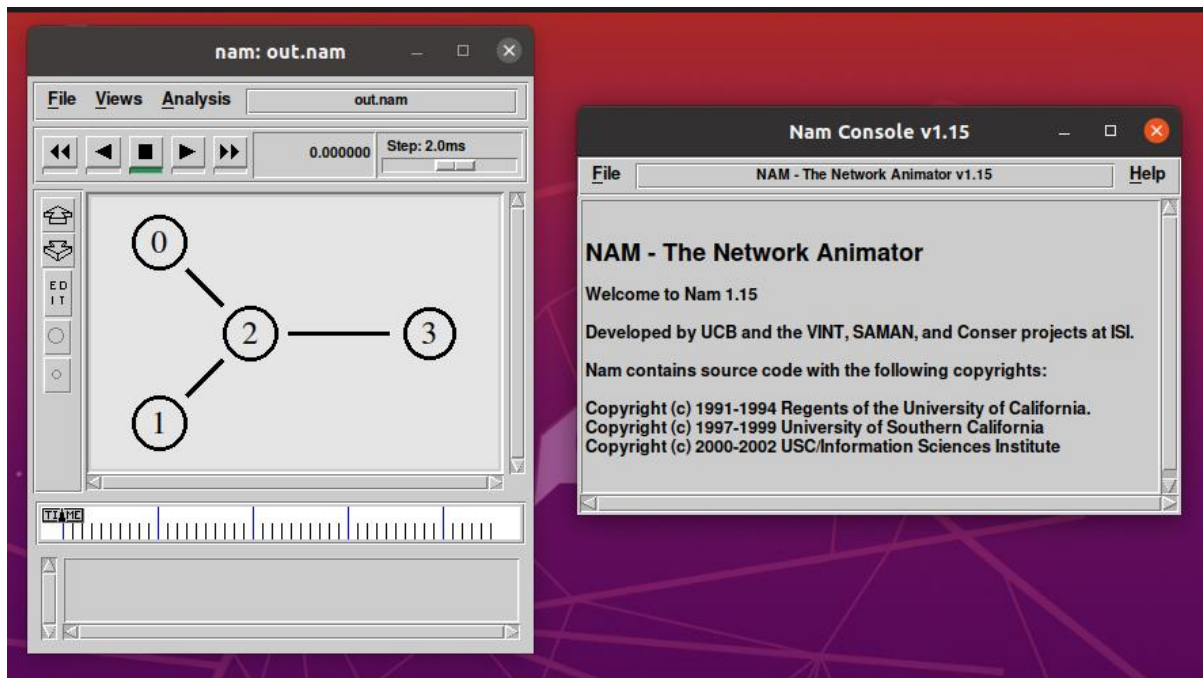 nam: out.nam
File Views Analysis out.nam
0.000000 Step: 2.0ms
ED
IT
0
2
3
1
TIME
Nam Console v1.15
File NAM - The Network Animator v1.15 Help
NAM - The Network Animator
Welcome to Nam 1.15
Developed by UCB and the VINT, SAMAN, and Conser projects at ISI.
Nam contains source code with the following copyrights:
Copyright (c) 1991-1994 Regents of the University of California.
Copyright (c) 1997-1999 University of Southern California
Copyright (c) 2000-2002 USC/Information Sciences Institute